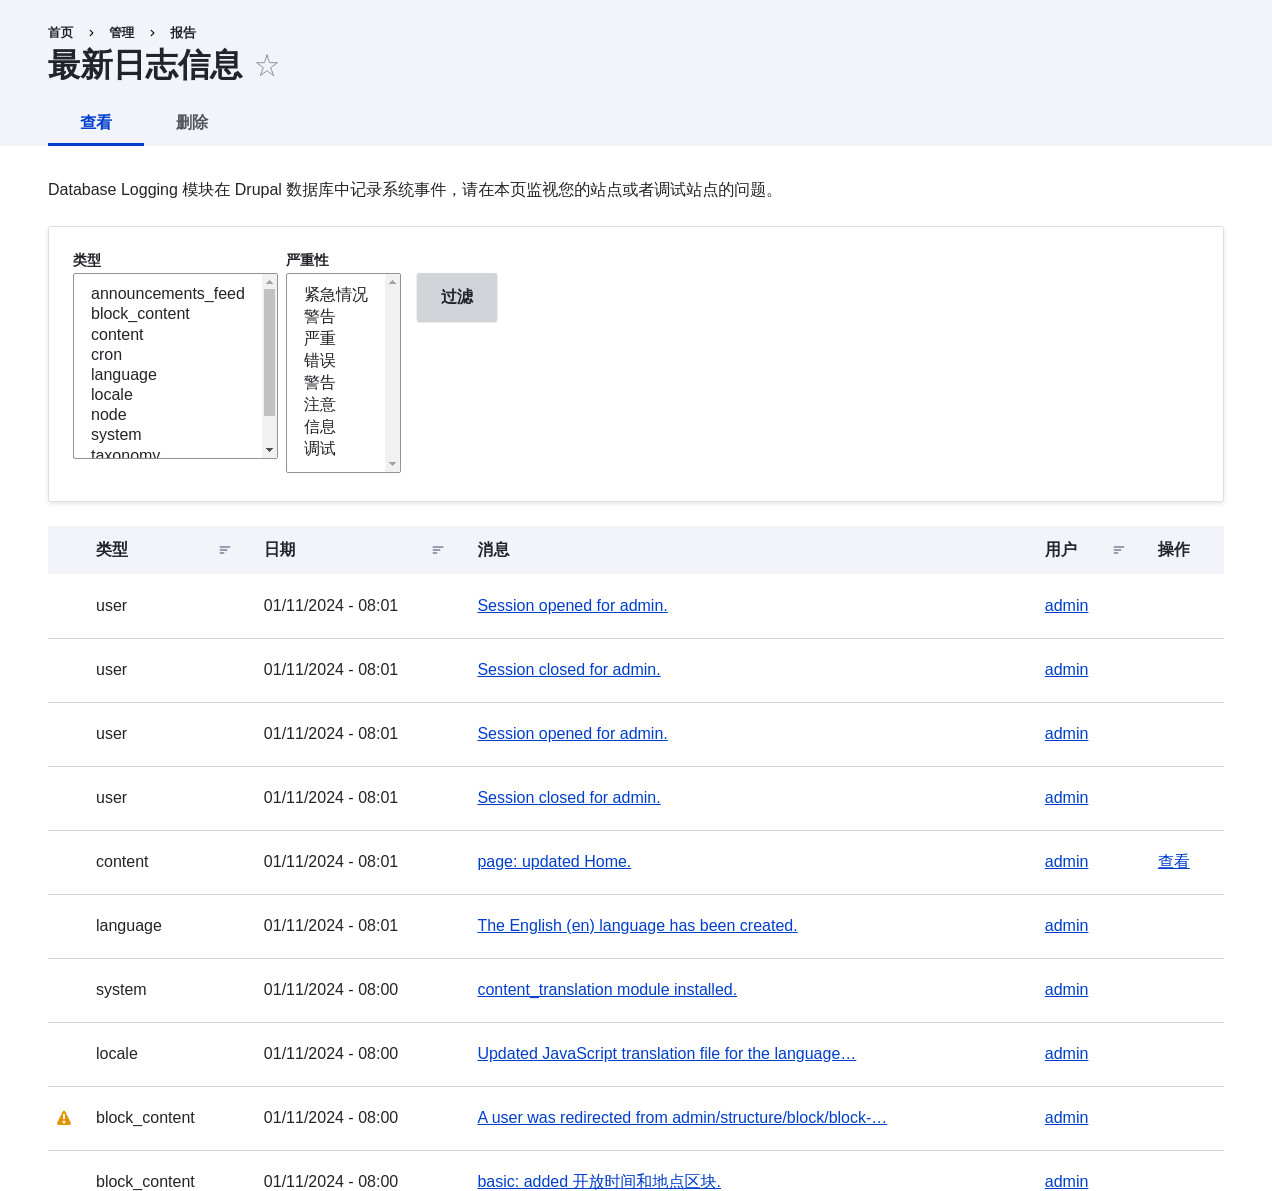 首页 › 管理 › 报告
最新日志信息 ☆
查看 删除
Database Logging 模块在 Drupal 数据库中记录系统事件，请在本页监视您的站点或者调试站点的问题。
类型
announcements_feed
block_content
content
cron
language
locale
node
system
taxonomy
严重性
紧急情况
警告
严重
错误
警告
注意
信息
调试
过滤
类型 日期 消息 用户 操作
user 01/11/2024 - 08:01 Session opened for admin. admin
user 01/11/2024 - 08:01 Session closed for admin. admin
user 01/11/2024 - 08:01 Session opened for admin. admin
user 01/11/2024 - 08:01 Session closed for admin. admin
content 01/11/2024 - 08:01 page: updated Home. admin 查看
language 01/11/2024 - 08:01 The English (en) language has been created. admin
system 01/11/2024 - 08:00 content_translation module installed. admin
locale 01/11/2024 - 08:00 Updated JavaScript translation file for the language… admin
block_content 01/11/2024 - 08:00 A user was redirected from admin/structure/block/block-… admin
block_content 01/11/2024 - 08:00 basic: added 开放时间和地点区块. admin